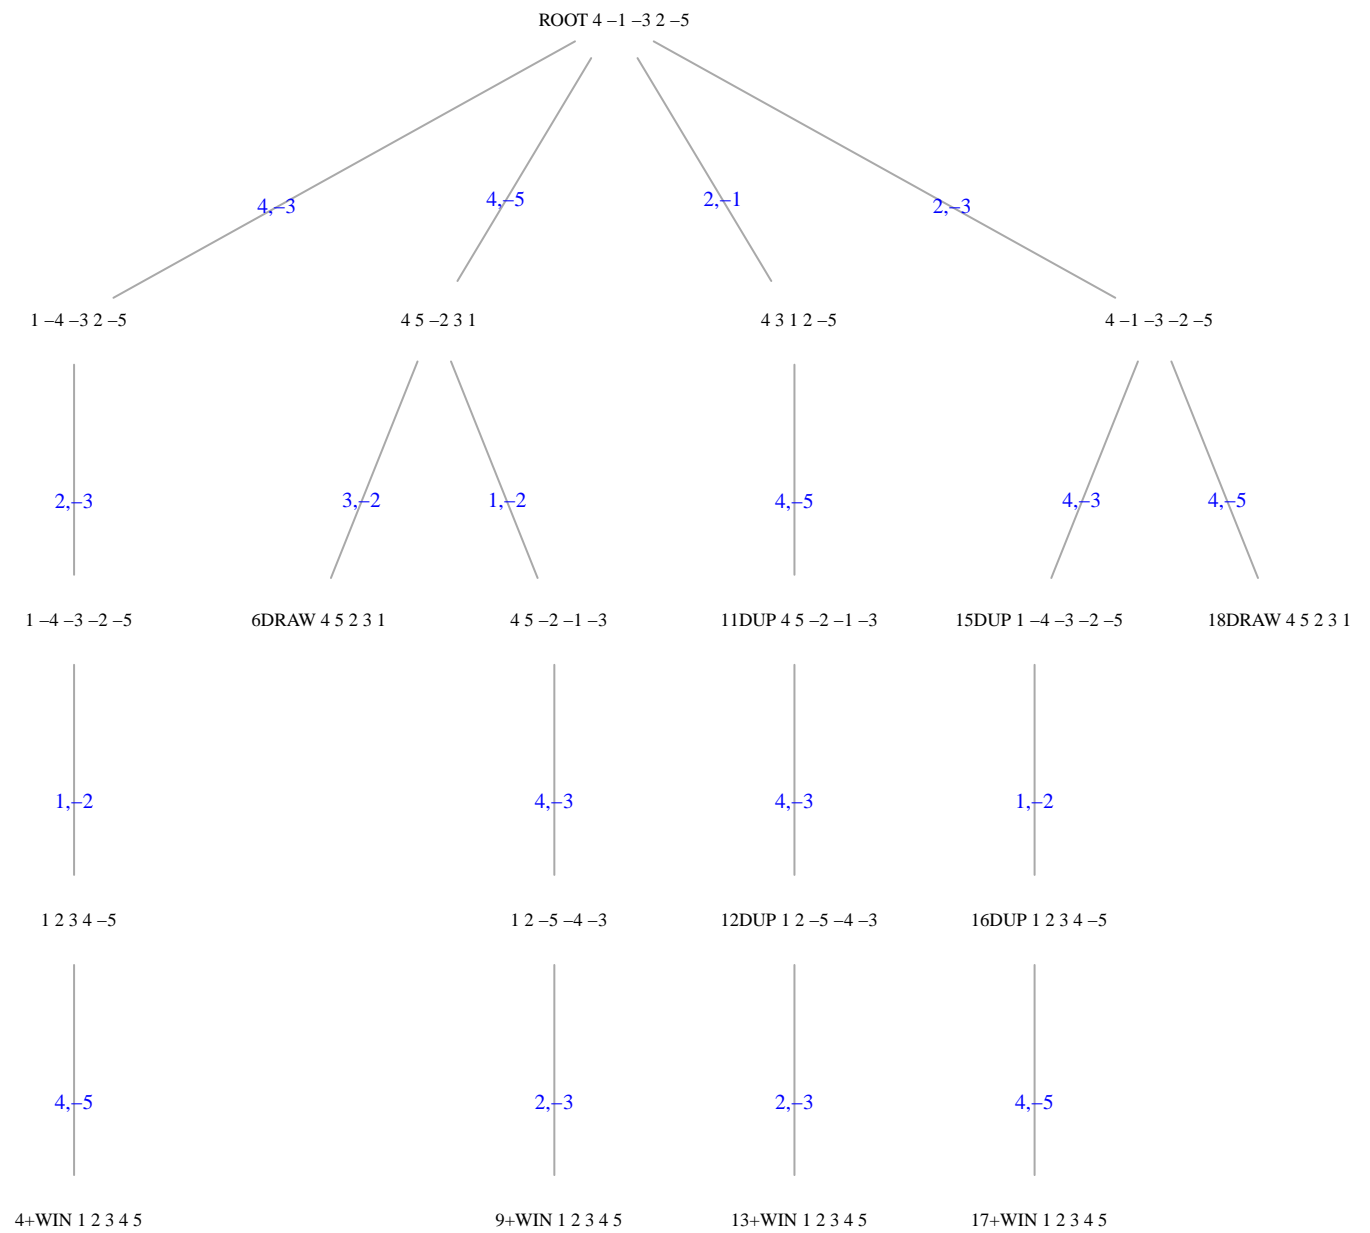 ROOT 4 –1 –3 2 –5
4,–3
4,–5
2,–1
2,–3
1 –4 –3 2 –5
4 5 –2 3 1
4 3 1 2 –5
4 –1 –3 –2 –5
2,–3
3,–2
1,–2
4,–5
4,–3
4,–5
1 –4 –3 –2 –5
6DRAW 4 5 2 3 1
4 5 –2 –1 –3
11DUP 4 5 –2 –1 –3
15DUP 1 –4 –3 –2 –5
18DRAW 4 5 2 3 1
1,–2
4,–3
4,–3
1,–2
1 2 3 4 –5
1 2 –5 –4 –3
12DUP 1 2 –5 –4 –3
16DUP 1 2 3 4 –5
4,–5
2,–3
2,–3
4,–5
4+WIN 1 2 3 4 5
9+WIN 1 2 3 4 5
13+WIN 1 2 3 4 5
17+WIN 1 2 3 4 5